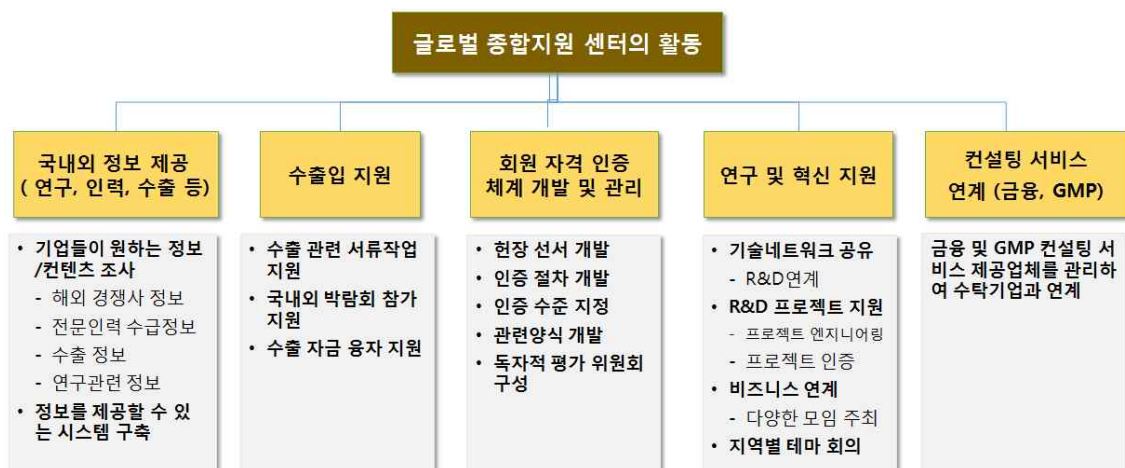 글로벌 종합지원 센터의 활동
국내외 정보 제공
( 연구, 인력, 수출 등)
• 기업들이 원하는 정보
/컨텐츠 조사
- 해외 경쟁사 정보
- 전문인력 수급정보
- 수출 정보
- 연구관련 정보
• 정보를 제공할 수 있
는 시스템 구축
수출입 지원
• 수출 관련 서류작업
지원
• 국내외 박람회 참가
지원
• 수출 자금 융자 지원
회원 자격 인증
체계 개발 및 관리
• 헌장 선서 개발
• 인증 절차 개발
• 인증 수준 지정
• 관련양식 개발
• 독자적 평가 위원회
구성
연구 및 혁신 지원
• 기술네트워크 공유
- R&D연계
• R&D 프로젝트 지원
- 프로젝트 엔지니어링
- 프로젝트 인증
• 비즈니스 연계
- 다양한 모임 주최
• 지역별 테마 회의
컨설팅 서비스
연계 (금융, GMP)
금융 및 GMP 컨설팅 서
비스 제공업체를 관리하
여 수탁기업과 연계